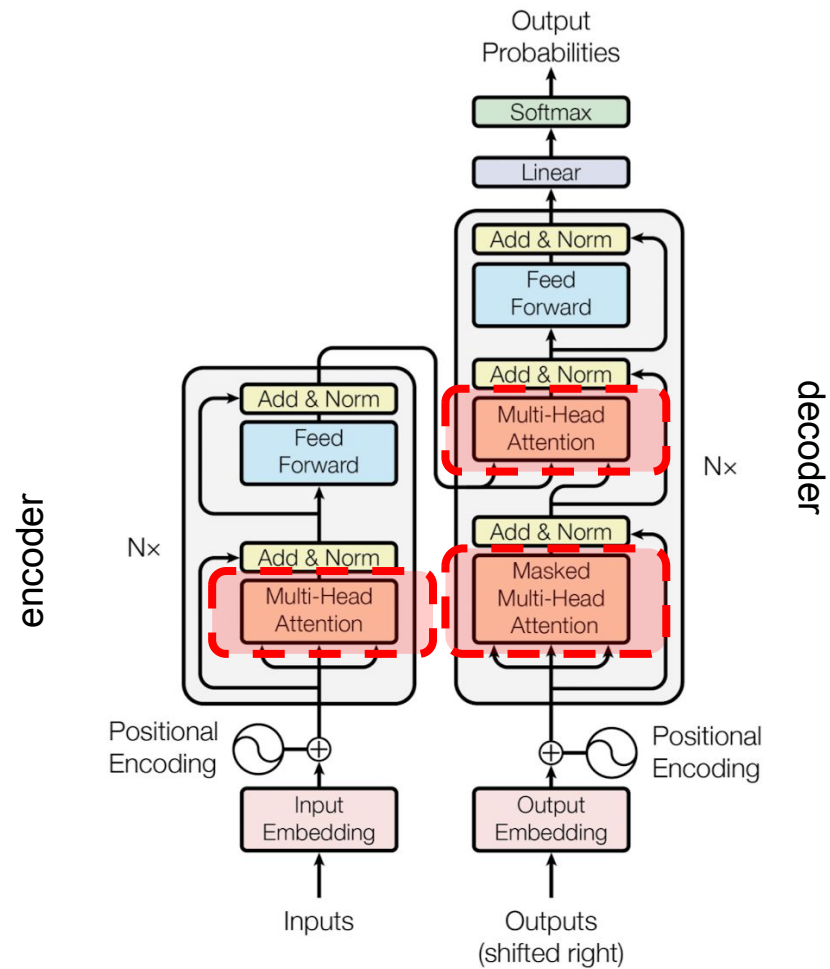 Output
Probabilities
Softmax
Linear
Add & Norm
Feed
Forward
Add & Norm
Multi-Head
Attention
Add & Norm
Masked
Multi-Head
Attention
Nx
decoder
Add & Norm
Feed
Forward
Add & Norm
Multi-Head
Attention
Nx
encoder
Positional
Encoding
Positional
Encoding
Input
Embedding
Output
Embedding
Inputs
Outputs
(shifted right)